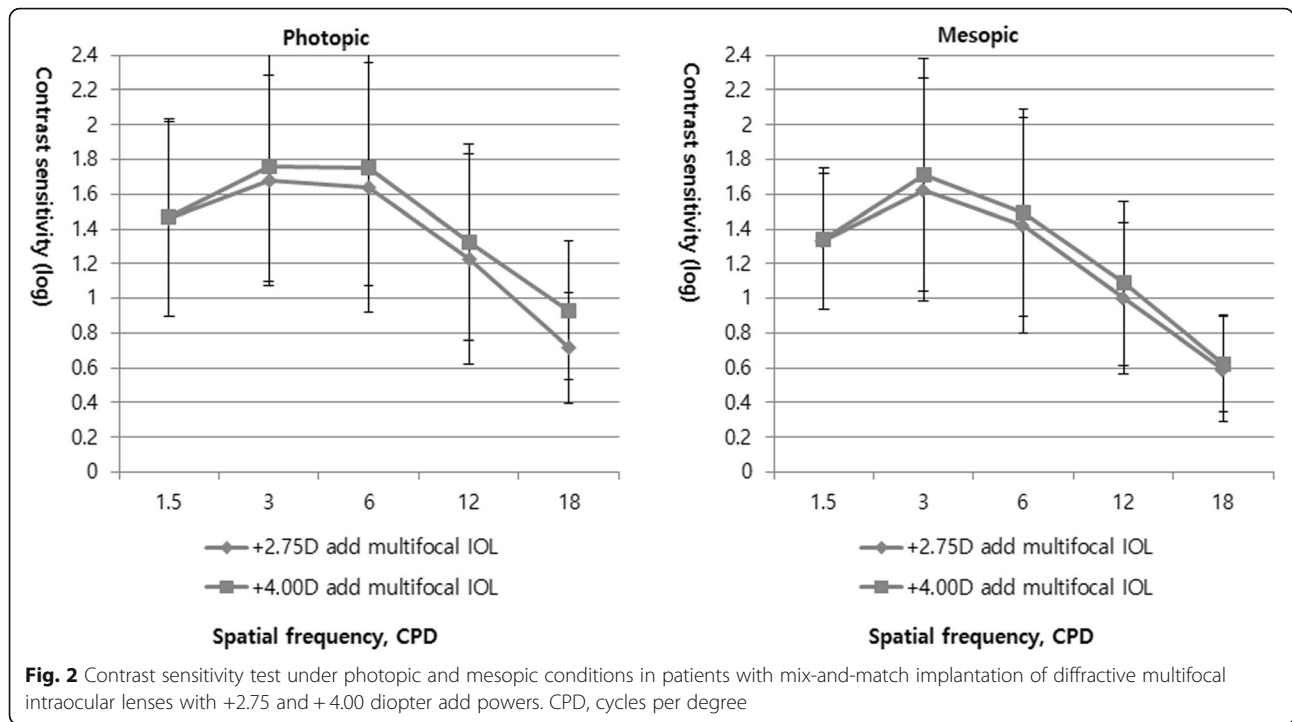 Photopic
Contrast sensitivity (log)
2.4
2.2
2
1.8
1.6
1.4
1.2
1
0.8
0.6
0.4
0.2
0
1.5 3 6 12 18
+2.75D add multifocal IOL
+4.00D add multifocal IOL
Spatial frequency, CPD
Mesopic
Contrast sensitivity (log)
2.4
2.2
2
1.8
1.6
1.4
1.2
1
0.8
0.6
0.4
0.2
0
1.5 3 6 12 18
+2.75D add multifocal IOL
+4.00D add multifocal IOL
Spatial frequency, CPD
Fig. 2 Contrast sensitivity test under photopic and mesopic conditions in patients with mix-and-match implantation of diffractive multifocal
intraocular lenses with +2.75 and + 4.00 diopter add powers. CPD, cycles per degree